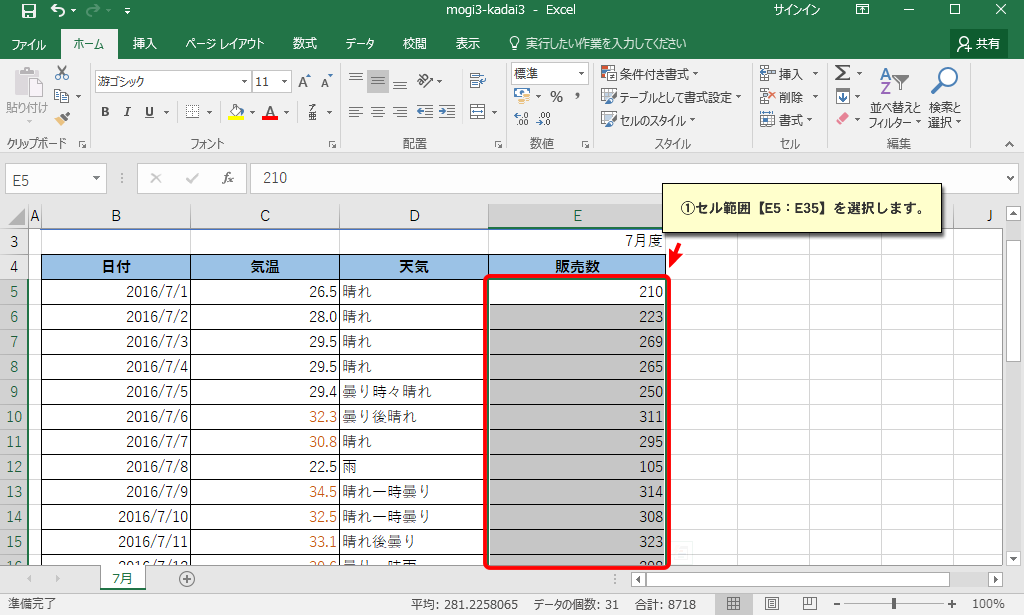 mogi3-kadai3 - Excel
サインイン
ファイル ホーム 挿入 ページ レイアウト 数式 データ 校閲 表示 実行したい作業を入力してください 共有
貼り付け
クリップボード
游ゴシック 11
B I U
フォント
配置
標準
% ,
数値
条件付き書式
テーブルとして書式設定
セルのスタイル
スタイル
挿入
削除
書式
セル
Σ
並べ替えと
フィルター
検索と
選択
編集
E5 fx 210
①セル範囲【E5：E35】を選択します。
A B C D E J
3 7月度
4 日付 気温 天気 販売数
5 2016/7/1 26.5 晴れ 210
6 2016/7/2 28.0 晴れ 223
7 2016/7/3 29.5 晴れ 269
8 2016/7/4 29.5 晴れ 265
9 2016/7/5 29.4 曇り時々晴れ 250
10 2016/7/6 32.3 曇り後晴れ 311
11 2016/7/7 30.8 晴れ 295
12 2016/7/8 22.5 雨 105
13 2016/7/9 34.5 晴れ一時曇り 314
14 2016/7/10 32.5 晴れ一時曇り 308
15 2016/7/11 33.1 晴れ後曇り 323
7月
準備完了 平均: 281.2258065 データの個数: 31 合計: 8718 100%